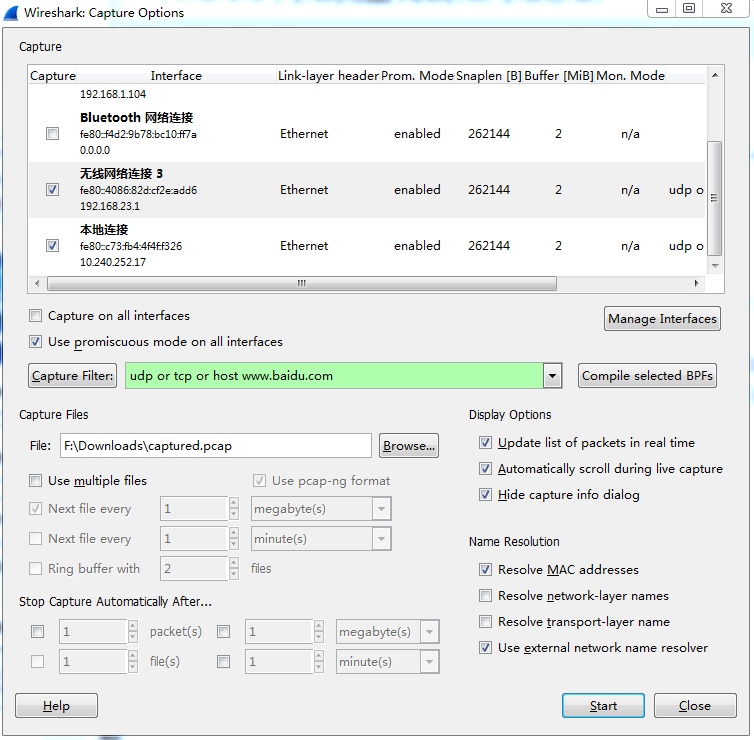 Wireshark: Capture Options
Capture
Capture Interface Link-layer header Prom. Mode Snaplen [B] Buffer [MiB] Mon. Mode
192.168.1.104
Bluetooth 网络连接
fe80::f4d2:9b78:bc10:ff7a Ethernet enabled 262144 2 n/a
0.0.0.0
无线网络连接 3
fe80::4086:82d:cf2e:add6 Ethernet enabled 262144 2 n/a udp o
192.168.23.1
本地连接
fe80::c73:fb4:4f4f:f326 Ethernet enabled 262144 2 n/a udp o
10.240.252.17
Capture on all interfaces
Manage Interfaces
Use promiscuous mode on all interfaces
Capture Filter: udp or tcp or host www.baidu.com Compile selected BPFs
Capture Files
File: F:\Downloads\captured.pcap Browse...
Use multiple files Use pcap-ng format
Next file every 1 megabyte(s)
Next file every 1 minute(s)
Ring buffer with 2 files
Stop Capture Automatically After...
1 packet(s) 1 megabyte(s)
1 file(s) 1 minute(s)
Display Options
Update list of packets in real time
Automatically scroll during live capture
Hide capture info dialog
Name Resolution
Resolve MAC addresses
Resolve network-layer names
Resolve transport-layer name
Use external network name resolver
Help Start Close